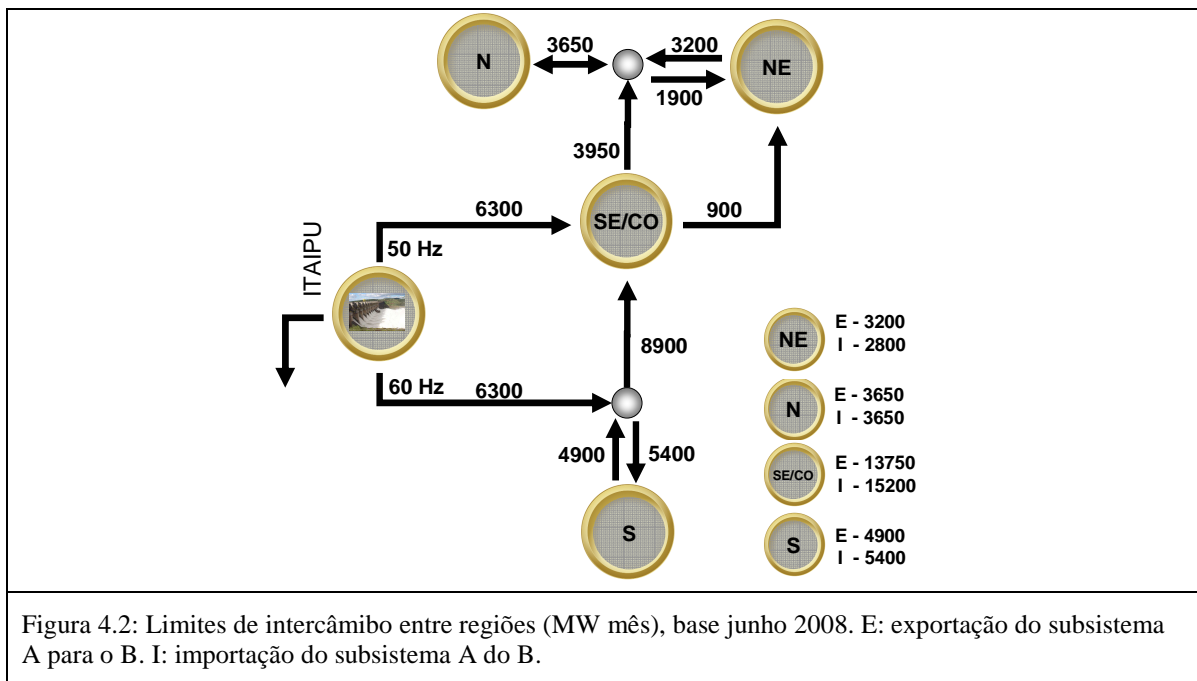 N
3650
3200
NE
1900
3950
6300
SE/CO
900
50 Hz
ITAIPU
8900
60 Hz
6300
4900
5400
S
NE
E - 3200
I - 2800
N
E - 3650
I - 3650
SE/CO
E - 13750
I - 15200
S
E - 4900
I - 5400
Figura 4.2: Limites de intercâmibo entre regiões (MW mês), base junho 2008. E: exportação do subsistema
A para o B. I: importação do subsistema A do B.